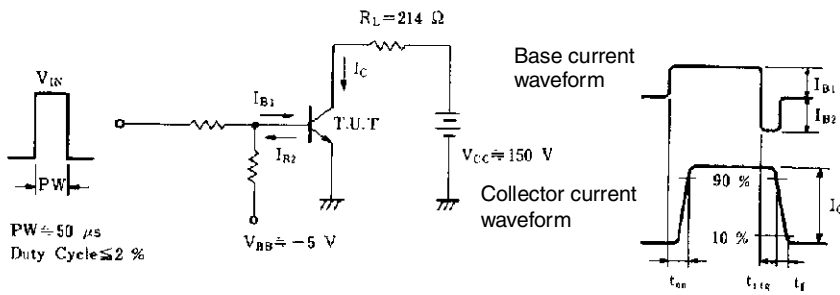 R_L=214 Ω
V_IN
I_B1
I_C
T.U.T
I_B2
V_CC≒150 V
PW
PW≒50 μs
Duty Cycle≦2 %
V_BB≒−5 V
Base current
waveform
I_B1
I_B2
Collector current
waveform
90 %
10 %
t_on
t_stg
t_f